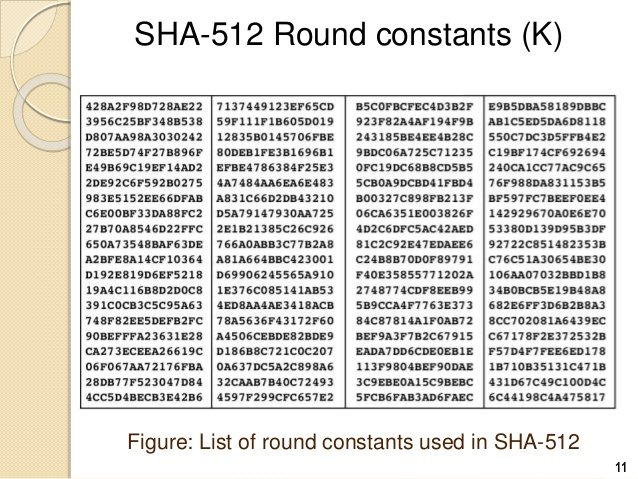 SHA-512 Round constants (K)
428A2F98D728AE22 7137449123EF65CD B5C0FBCFEC4D3B2F E9B5DBA58189DBBC
3956C25BF348B538 59F111F1B605D019 923F82A4AF194F9B AB1C5ED5DA6D8118
D807AA98A3030242 12835B0145706FBE 243185BE4EE4B28C 550C7DC3D5FFB4E2
72BE5D74F27B896F 80DEB1FE3B1696B1 9BDC06A725C71235 C19BF174CF692694
E49B69C19EF14AD2 EFBE4786384F25E3 0FC19DC68B8CD5B5 240CA1CC77AC9C65
2DE92C6F592B0275 4A7484AA6EA6E483 5CB0A9DCBD41FBD4 76F988DA831153B5
983E5152EE66DFAB A831C66D2DB43210 B00327C898FB213F BF597FC7BEEF0EE4
C6E00BF33DA88FC2 D5A79147930AA725 06CA6351E003826F 142929670A0E6E70
27B70A8546D22FFC 2E1B21385C26C926 4D2C6DFC5AC42AED 53380D139D95B3DF
650A73548BAF63DE 766A0ABB3C77B2A8 81C2C92E47EDAEE6 92722C851482353B
A2BFE8A14CF10364 A81A664BBC423001 C24B8B70D0F89791 C76C51A30654BE30
D192E819D6EF5218 D69906245565A910 F40E35855771202A 106AA07032BBD1B8
19A4C116B8D2D0C8 1E376C085141AB53 2748774CDF8EEB99 34B0BCB5E19B48A8
391C0CB3C5C95A63 4ED8AA4AE3418ACB 5B9CCA4F7763E373 682E6FF3D6B2B8A3
748F82EE5DEFB2FC 78A5636F43172F60 84C87814A1F0AB72 8CC702081A6439EC
90BEFFFA23631E28 A4506CEBDE82BDE9 BEF9A3F7B2C67915 C67178F2E372532B
CA273ECEEA26619C D186B8C721C0C207 EADA7DD6CDE0EB1E F57D4F7FEE6ED178
06F067AA72176FBA 0A637DC5A2C898A6 113F9804BEF90DAE 1B710B35131C471B
28DB77F523047D84 32CAAB7B40C72493 3C9EBE0A15C9BEBC 431D67C49C100D4C
4CC5D4BECB3E42B6 4597F299CFC657E2 5FCB6FAB3AD6FAEC 6C44198C4A475817
Figure: List of round constants used in SHA-512
11